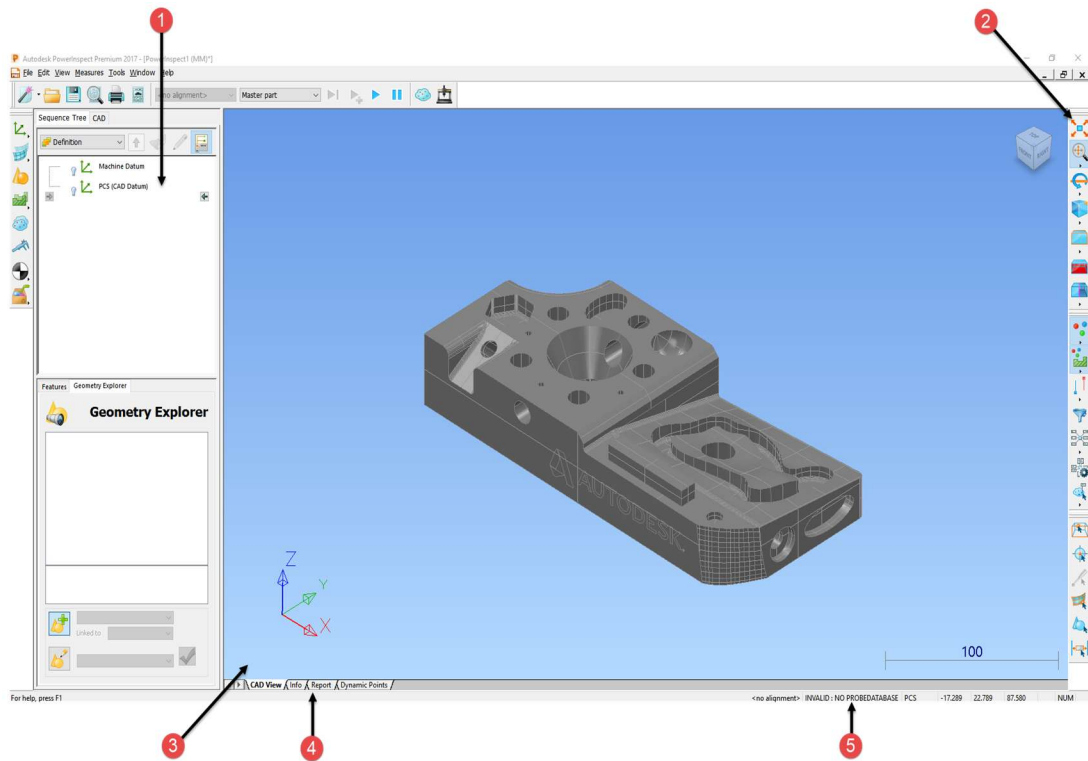 1
2
Autodesk PowerInspect Premium 2017 - [PowerInspect1 (MM)*]
File Edit View Measures Tools Window Help
<no alignment>
Master part
Sequence Tree CAD
Definition
Machine Datum
PCS (CAD Datum)
Features Geometry Explorer
Geometry Explorer
Linked to
AUTODESK
Z
Y
X
100
CAD View Info Report Dynamic Points
For help, press F1
<no alignment> INVALID : NO PROBEDATABASE PCS -17.289 22.789 87.580 NUM
3
4
5